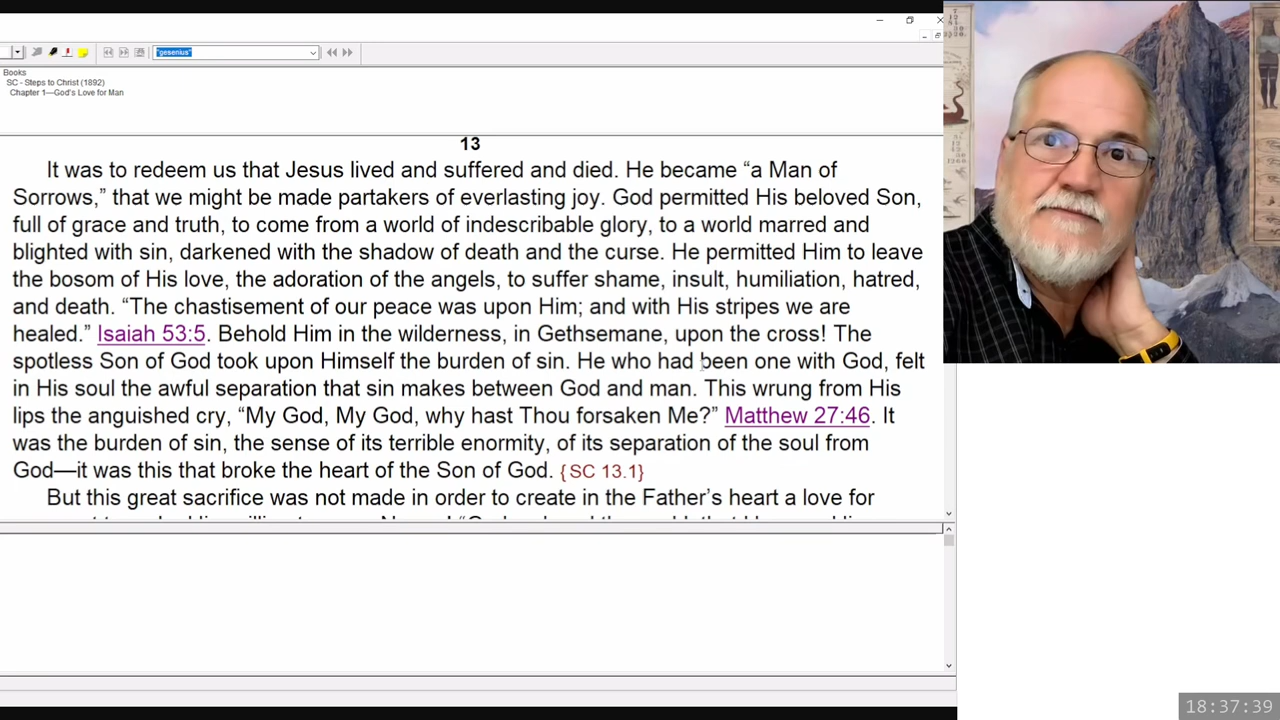 "gesenius"
Books
SC - Steps to Christ (1892)
Chapter 1—God's Love for Man
13
It was to redeem us that Jesus lived and suffered and died. He became “a Man of
Sorrows,” that we might be made partakers of everlasting joy. God permitted His beloved Son,
full of grace and truth, to come from a world of indescribable glory, to a world marred and
blighted with sin, darkened with the shadow of death and the curse. He permitted Him to leave
the bosom of His love, the adoration of the angels, to suffer shame, insult, humiliation, hatred,
and death. “The chastisement of our peace was upon Him; and with His stripes we are
healed.” Isaiah 53:5. Behold Him in the wilderness, in Gethsemane, upon the cross! The
spotless Son of God took upon Himself the burden of sin. He who had been one with God, felt
in His soul the awful separation that sin makes between God and man. This wrung from His
lips the anguished cry, “My God, My God, why hast Thou forsaken Me?” Matthew 27:46. It
was the burden of sin, the sense of its terrible enormity, of its separation of the soul from
God—it was this that broke the heart of the Son of God. {SC 13.1}
But this great sacrifice was not made in order to create in the Father’s heart a love for
18:37:39